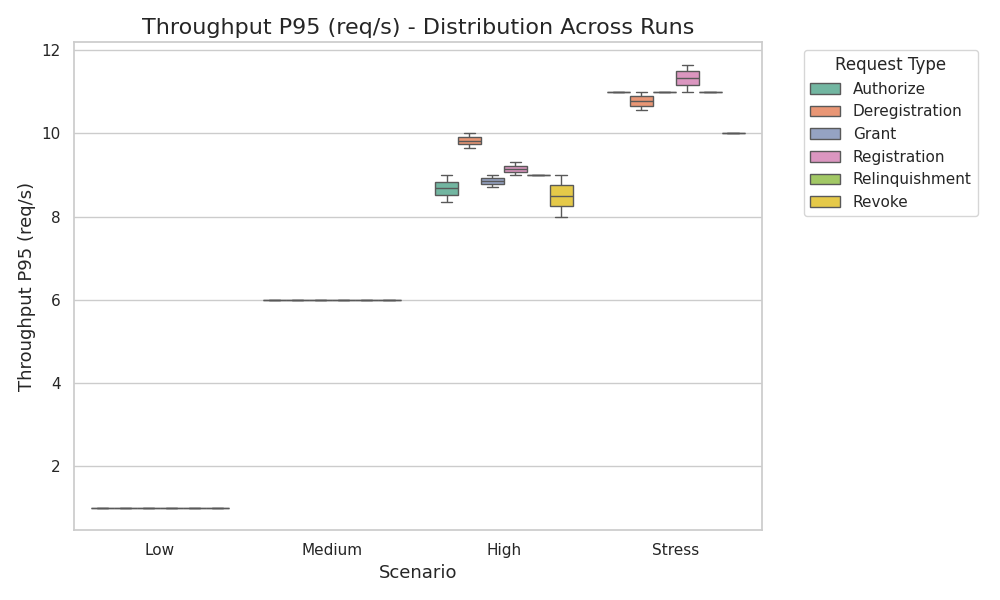 Throughput P95 (req/s) - Distribution Across Runs
Throughput P95 (req/s)
12
10
8
6
4
2
Low
Medium
High
Stress
Scenario
Request Type
Authorize
Deregistration
Grant
Registration
Relinquishment
Revoke